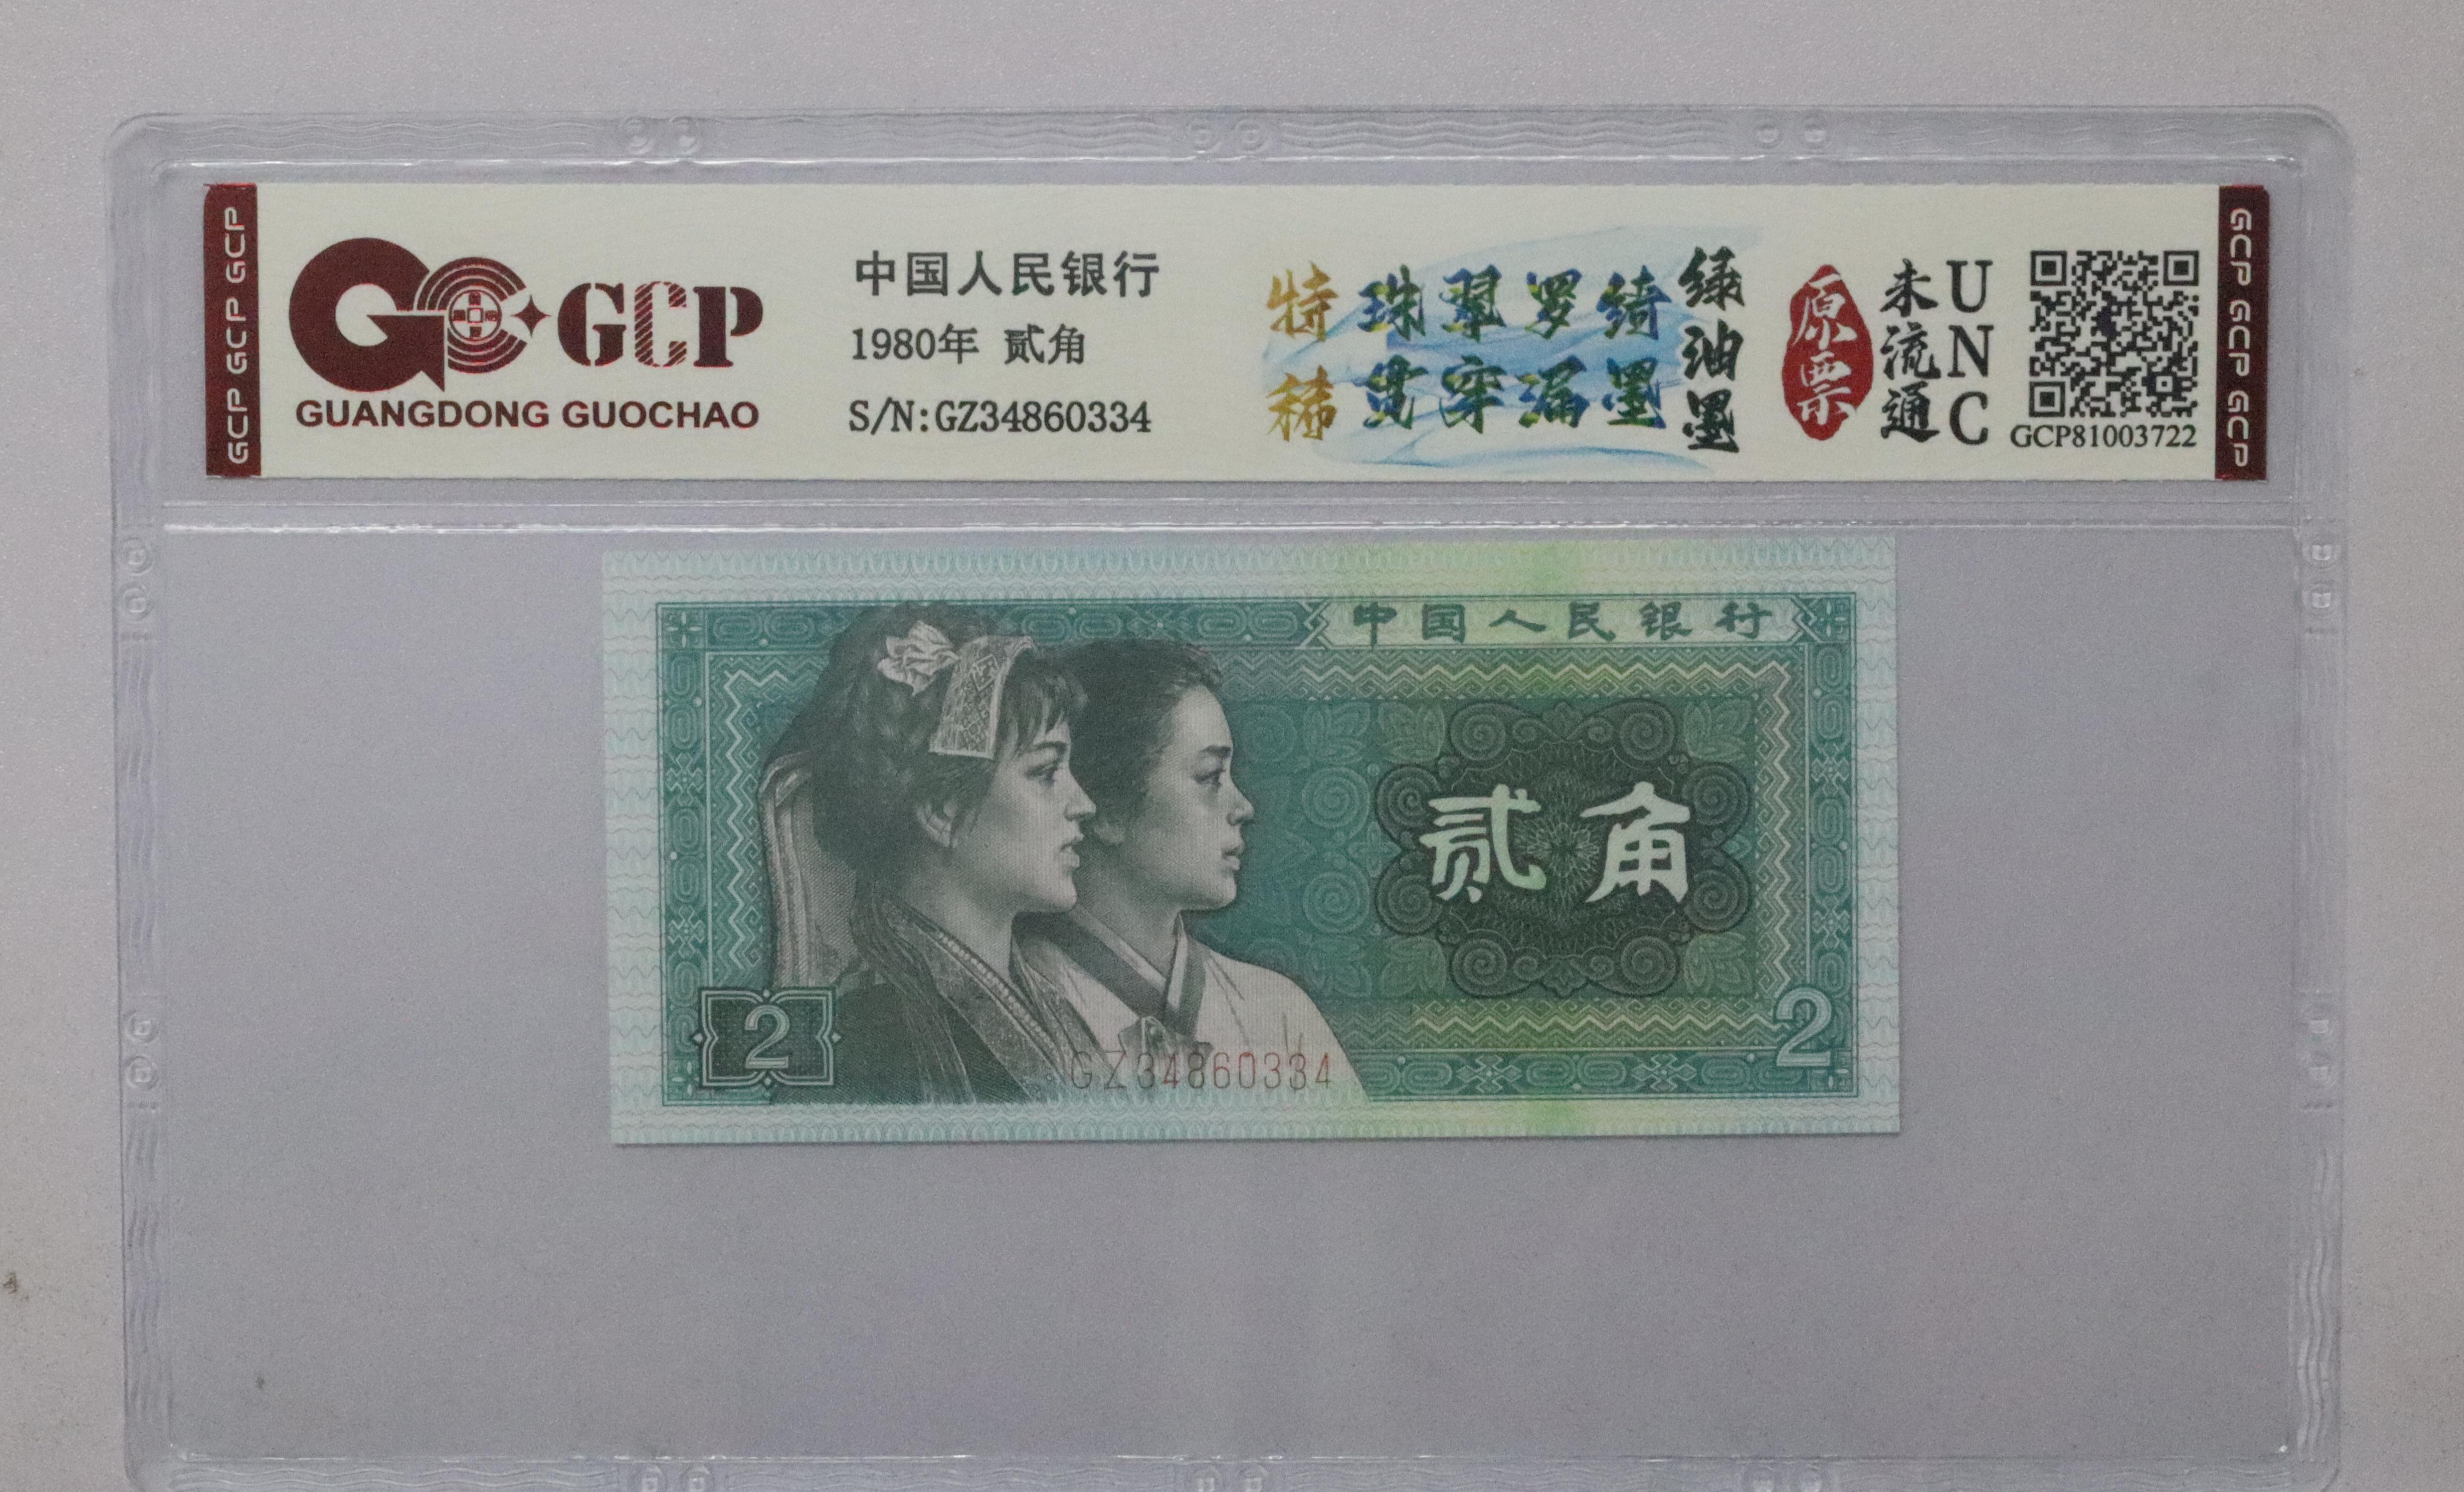 GCP GCP GCP
GCP
GUANGDONG GUOCHAO
中国人民银行
1980年 贰角
S/N:GZ34860334
特稀
珠翠罗绮
贯穿漏墨
绿油墨
原票
未流通
UNC
GCP81003722
GCP GCP GCP
中国人民银行
贰角
2
2
GZ34860334